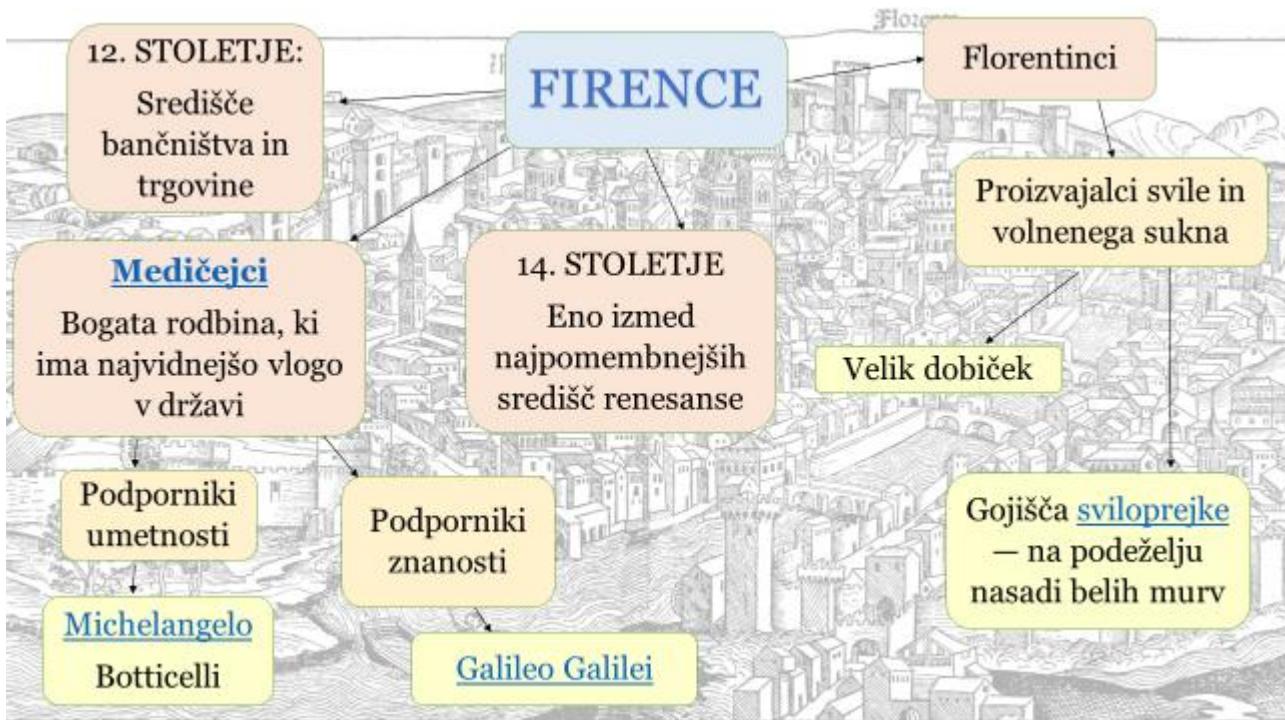 Florenc
12. STOLETJE:
Središče
bančništva in
trgovine
FIRENCE
Florentinci
Proizvajalci svile in
volnenega sukna
Medičejci
Bogata rodbina, ki
ima najvidnejšo vlogo
v državi
14. STOLETJE
Eno izmed
najpomembnejših
središč renesanse
Velik dobiček
Podporniki
umetnosti
Podporniki
znanosti
Gojišča sviloprejke
— na podeželju
nasadi belih murv
Michelangelo
Botticelli
Galileo Galilei